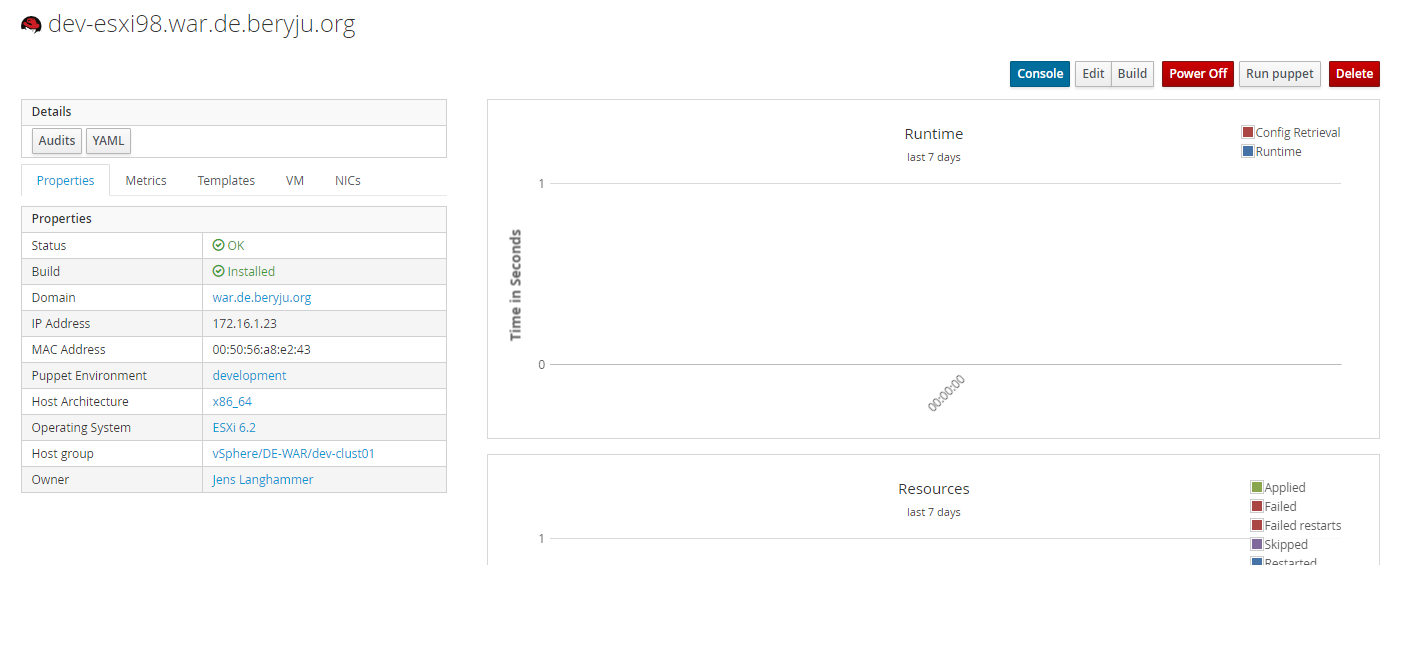 dev-esxi98.war.de.beryju.org
Console Edit Build Power Off Run puppet Delete
Details
Audits YAML
Properties Metrics Templates VM NICs
Properties
Status OK
Build Installed
Domain war.de.beryju.org
IP Address 172.16.1.23
MAC Address 00:50:56:a8:e2:43
Puppet Environment development
Host Architecture x86_64
Operating System ESXi 6.2
Host group vSphere/DE-WAR/dev-clust01
Owner Jens Langhammer
Runtime
last 7 days
Config Retrieval
Runtime
1
Time in Seconds
0
00:00:00
Resources
last 7 days
Applied
Failed
Failed restarts
Skipped
Restarted
1